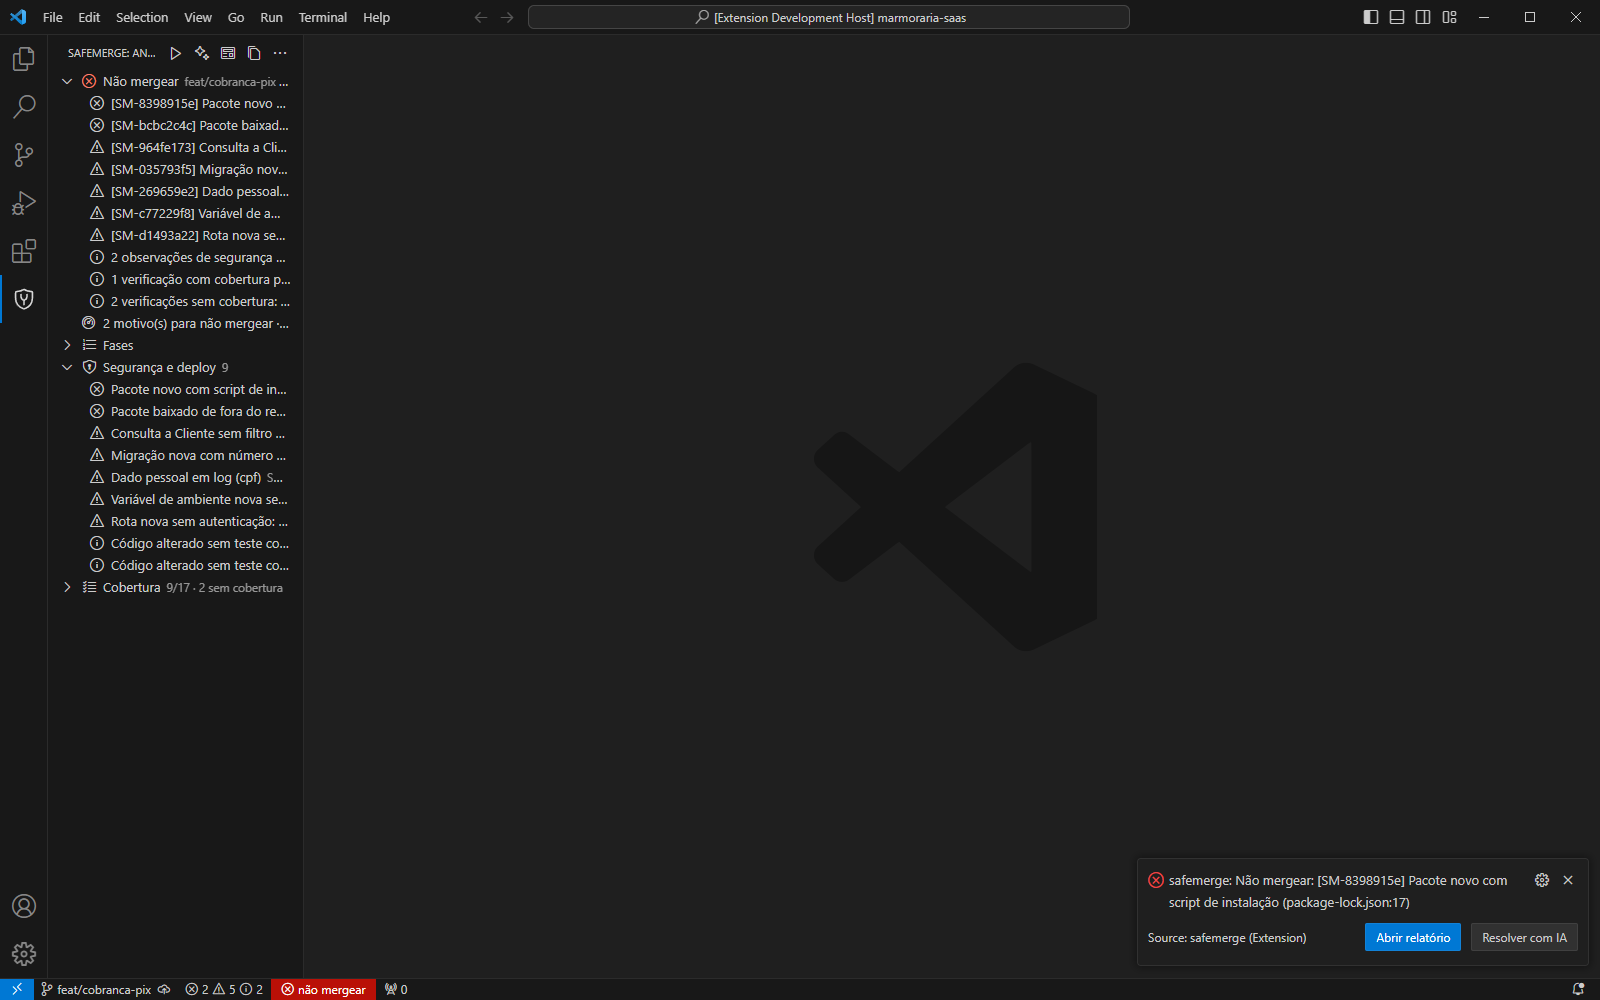 File Edit Selection View Go Run Terminal Help
[Extension Development Host] marmoraria-saas
SAFEMERGE: AN...
Não mergear feat/cobranca-pix ...
[SM-8398915e] Pacote novo ...
[SM-bcbc2c4c] Pacote baixad...
[SM-964fe173] Consulta a Cli...
[SM-035793f5] Migração nov...
[SM-269659e2] Dado pessoal...
[SM-c77229f8] Variável de a...
[SM-d1493a22] Rota nova se...
2 observações de segurança ...
1 verificação com cobertura p...
2 verificações sem cobertura: ...
2 motivo(s) para não mergear ·...
Fases
Segurança e deploy 9
Pacote novo com script de in...
Pacote baixado de fora do re...
Consulta a Cliente sem filtro ...
Migração nova com número ...
Dado pessoal em log (cpf) S...
Variável de ambiente nova se...
Rota nova sem autenticação: ...
Código alterado sem teste co...
Código alterado sem teste co...
Cobertura 9/17 · 2 sem cobertura
safemerge: Não mergear: [SM-8398915e] Pacote novo com
script de instalação (package-lock.json:17)
Source: safemerge (Extension)
Abrir relatório
Resolver com IA
feat/cobranca-pix 2 5 2 não mergear 0